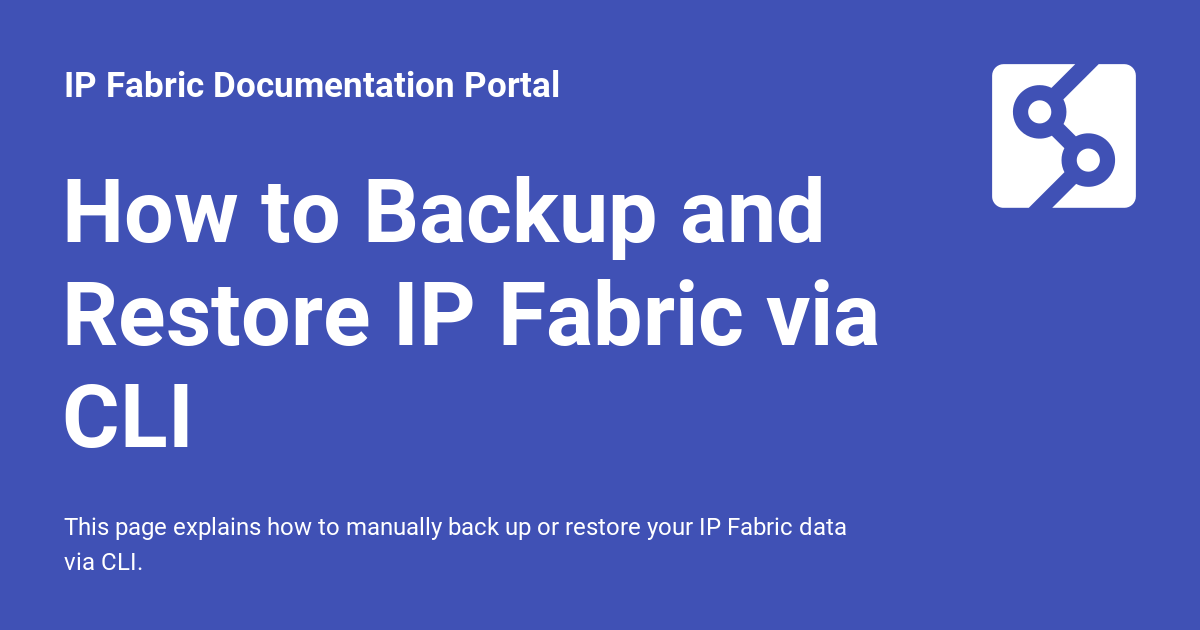 IP Fabric Documentation Portal
How to Backup and
Restore IP Fabric via
CLI
This page explains how to manually back up or restore your IP Fabric data
via CLI.